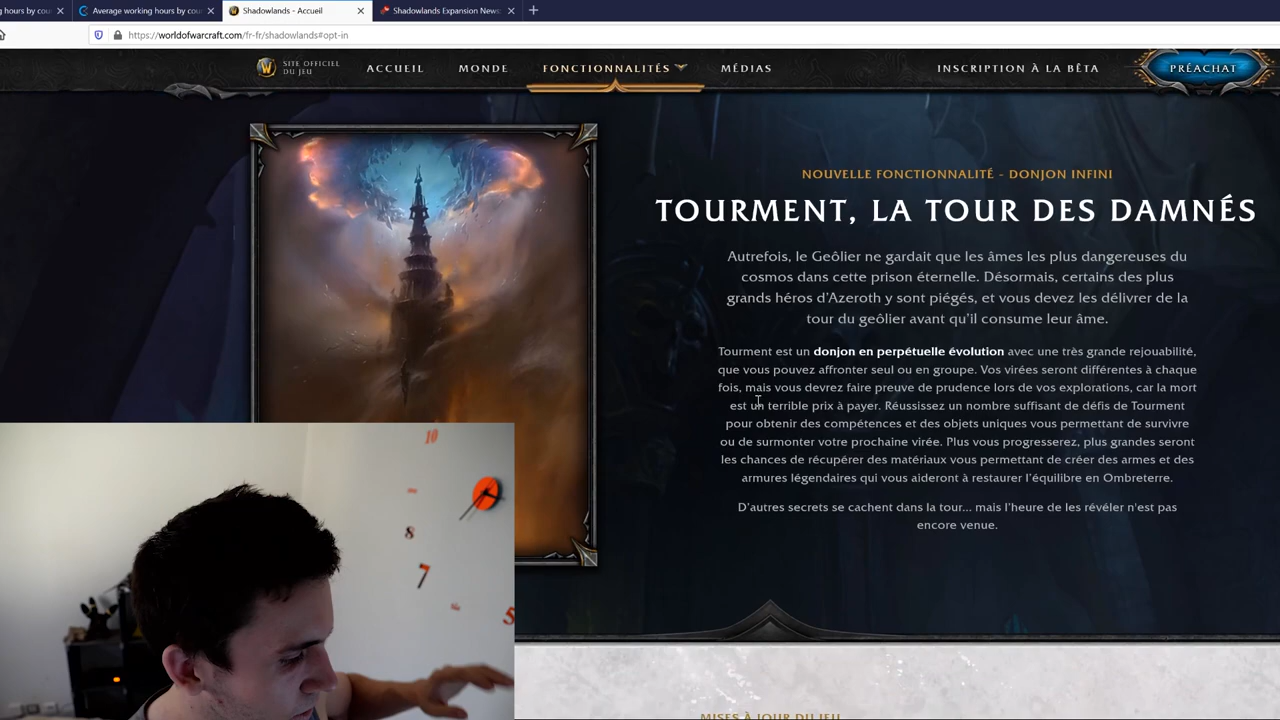 hours by cou
Average working hours by cou
Shadowlands - Accueil
Shadowlands Expansion News:
https://worldofwarcraft.com/fr-fr/shadowlands#opt-in
SITE OFFICIEL
DU JEU
ACCUEIL
MONDE
FONCTIONNALITÉS
MÉDIAS
INSCRIPTION À LA BÊTA
PRÉACHAT
NOUVELLE FONCTIONNALITÉ - DONJON INFINI
TOURMENT, LA TOUR DES DAMNÉS
Autrefois, le Geôlier ne gardait que les âmes les plus dangereuses du
cosmos dans cette prison éternelle. Désormais, certains des plus
grands héros d'Azeroth y sont piégés, et vous devez les délivrer de la
tour du geôlier avant qu'il consume leur âme.
Tourment est un donjon en perpétuelle évolution avec une très grande rejouabilité,
que vous pouvez affronter seul ou en groupe. Vos virées seront différentes à chaque
fois, mais vous devrez faire preuve de prudence lors de vos explorations, car la mort
est un terrible prix à payer. Réussissez un nombre suffisant de défis de Tourment
pour obtenir des compétences et des objets uniques vous permettant de survivre
ou de surmonter votre prochaine virée. Plus vous progresserez, plus grandes seront
les chances de récupérer des matériaux vous permettant de créer des armes et des
armures légendaires qui vous aideront à restaurer l'équilibre en Ombreterre.
D'autres secrets se cachent dans la tour... mais l'heure de les révéler n'est pas
encore venue.
10
8
7
5
MISES À JOUR DU JEU